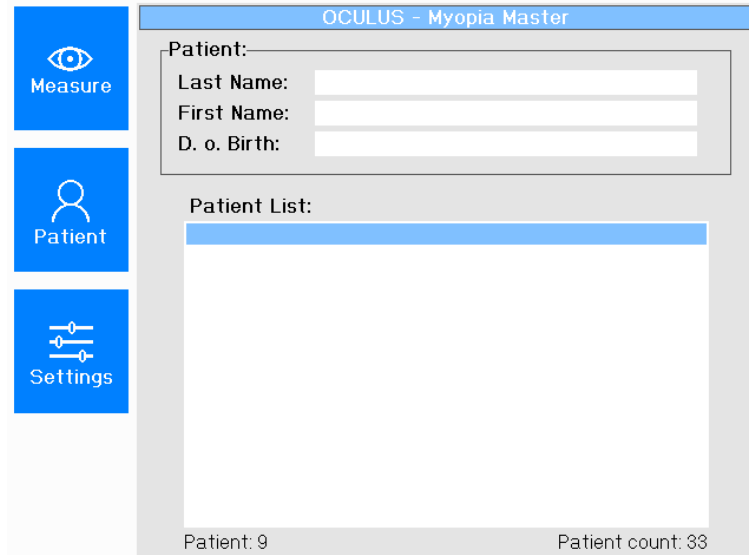 OCULUS - Myopia Master
Measure
Patient
Settings
Patient:
Last Name:
First Name:
D. o. Birth:
Patient List:
Patient: 9
Patient count: 33